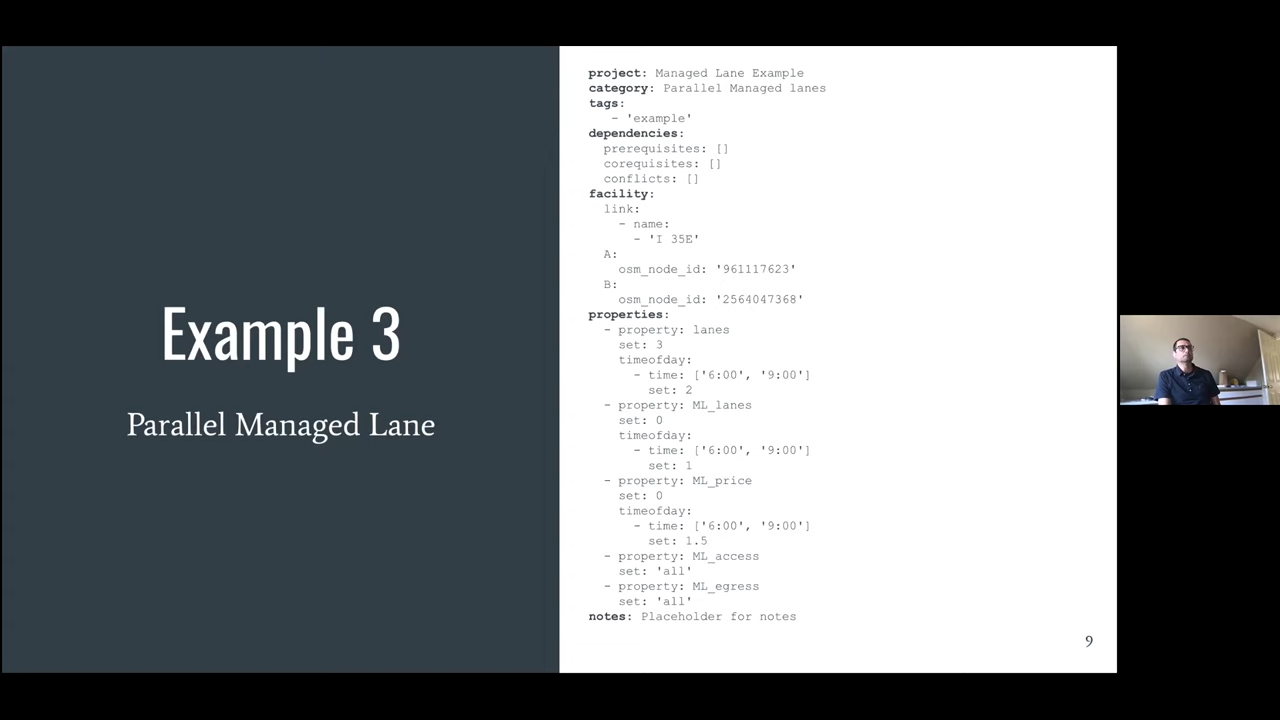 Example 3
Parallel Managed Lane
project: Managed Lane Example
category: Parallel Managed lanes
tags:
- 'example'
dependencies:
prerequisites: []
corequisites: []
conflicts: []
facility:
link:
- name:
- 'I 35E'
A:
osm_node_id: '961117623'
B:
osm_node_id: '2564047368'
properties:
- property: lanes
set: 3
timeofday:
- time: ['6:00', '9:00']
set: 2
- property: ML_lanes
set: 0
timeofday:
- time: ['6:00', '9:00']
set: 1
- property: ML_price
set: 0
timeofday:
- time: ['6:00', '9:00']
set: 1.5
- property: ML_access
set: 'all'
- property: ML_egress
set: 'all'
notes: Placeholder for notes
9